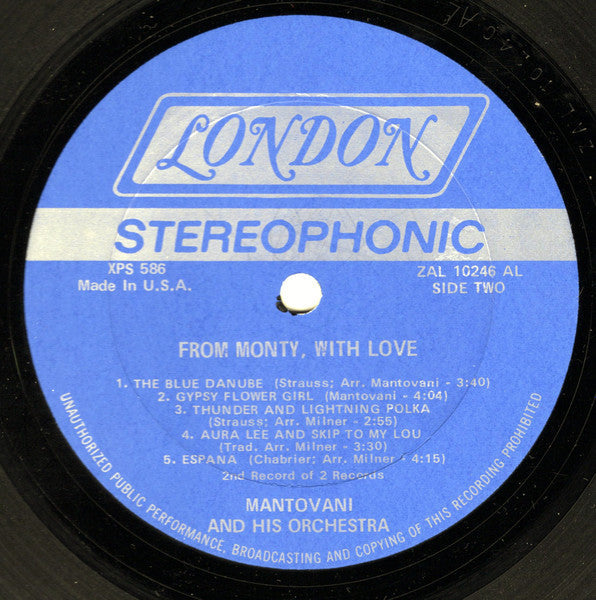 LONDON
STEREOPHONIC
XPS 586
Made In U.S.A.
ZAL 10246 AL
SIDE TWO
FROM MONTY, WITH LOVE
1. THE BLUE DANUBE (Strauss; Arr. Mantovani - 3:40)
2. GYPSY FLOWER GIRL (Mantovani - 4:04)
3. THUNDER AND LIGHTNING POLKA
(Strauss; Arr. Milner - 2:55)
4. AURA LEE AND SKIP TO MY LOU
(Trad. Arr. Milner - 3:30)
5. ESPANA (Chabrier; Arr. Milner - 4:15)
2nd Record of 2 Records
MANTOVANI
AND HIS ORCHESTRA
UNAUTHORIZED PUBLIC PERFORMANCE, BROADCASTING AND COPYING OF THIS RECORDING PROHIBITED